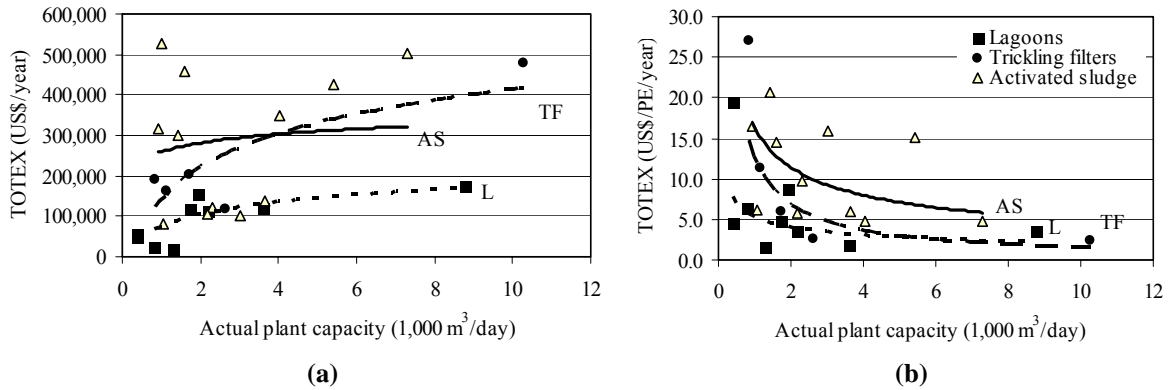 TOTEX (US$/year)
600,000
500,000
400,000
300,000
200,000
100,000
0
0 2 4 6 8 10 12
TF
AS
L
Actual plant capacity (1,000 m³/day)
(a)
TOTEX (US$/PE/year)
30.0
25.0
20.0
15.0
10.0
5.0
0.0
0 2 4 6 8 10 12
Lagoons
Trickling filters
Activated sludge
AS
L
TF
Actual plant capacity (1,000 m³/day)
(b)